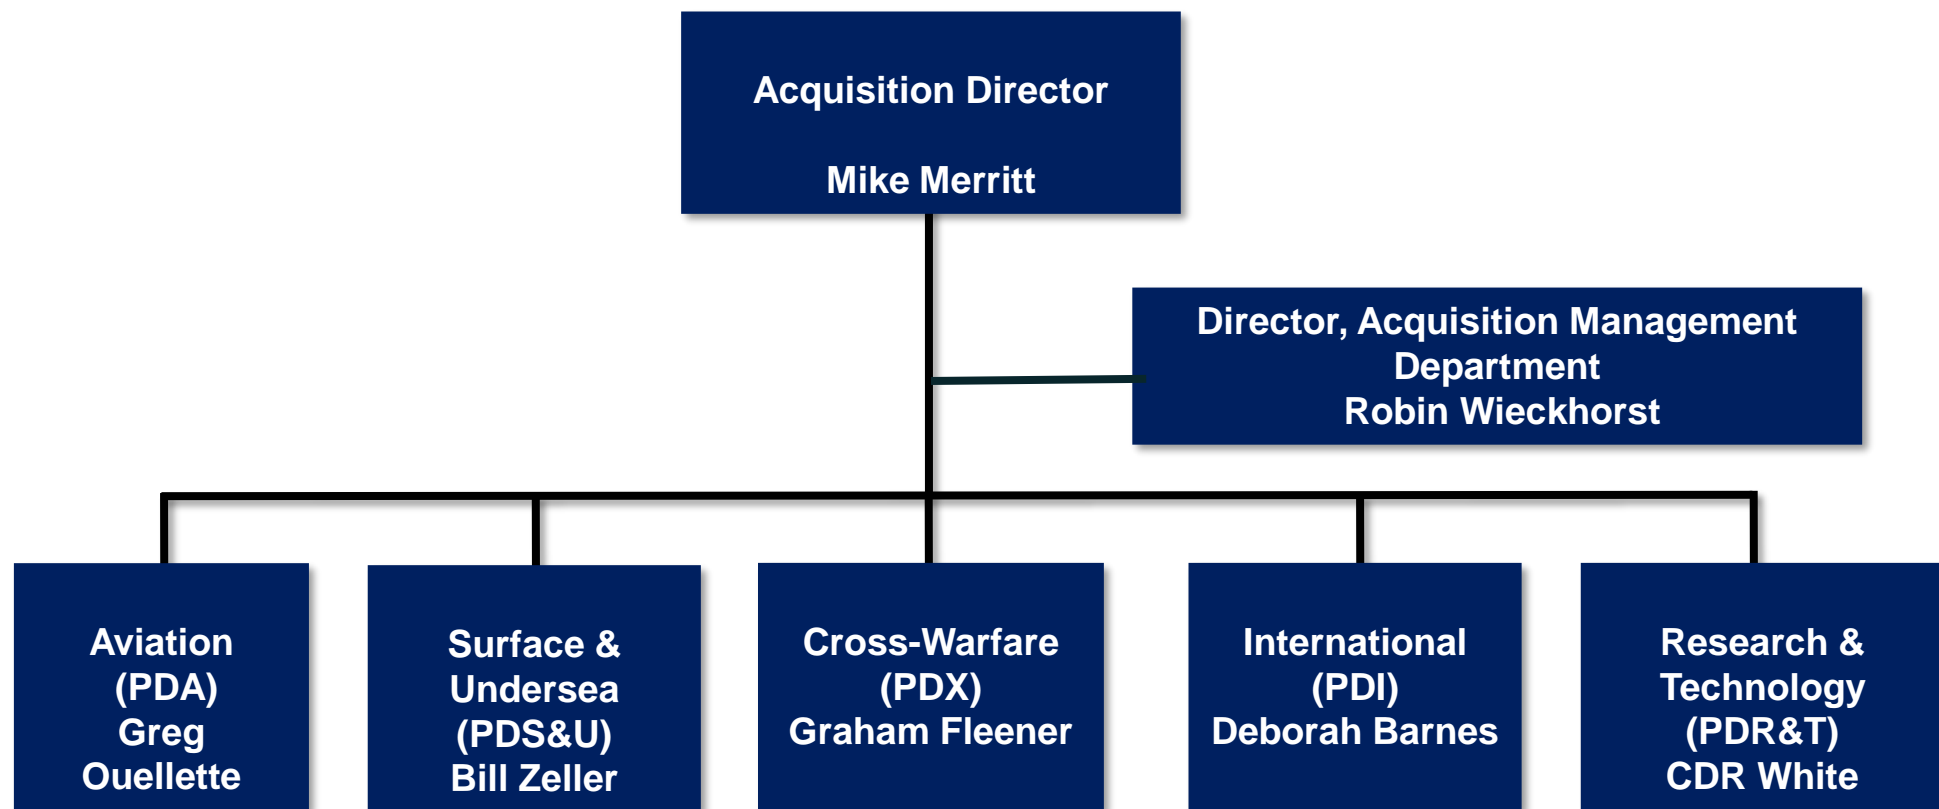 Acquisition Director
Mike Merritt
Director, Acquisition Management
Department
Robin Wieckhorst
Aviation
(PDA)
Greg
Ouellette
Surface &
Undersea
(PDS&U)
Bill Zeller
Cross-Warfare
(PDX)
Graham Fleener
International
(PDI)
Deborah Barnes
Research &
Technology
(PDR&T)
CDR White